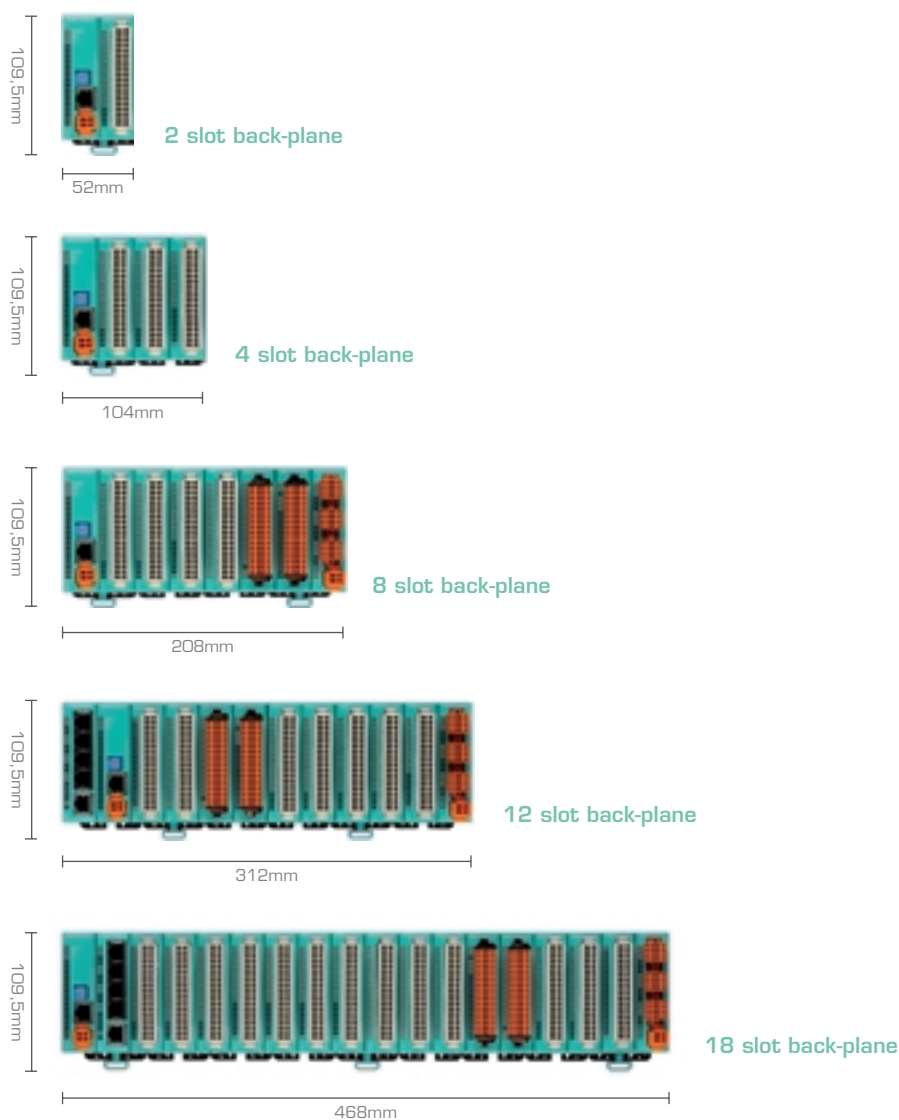 109,5mm
2 slot back-plane
52mm
109,5mm
4 slot back-plane
104mm
109,5mm
8 slot back-plane
208mm
109,5mm
12 slot back-plane
312mm
109,5mm
18 slot back-plane
468mm